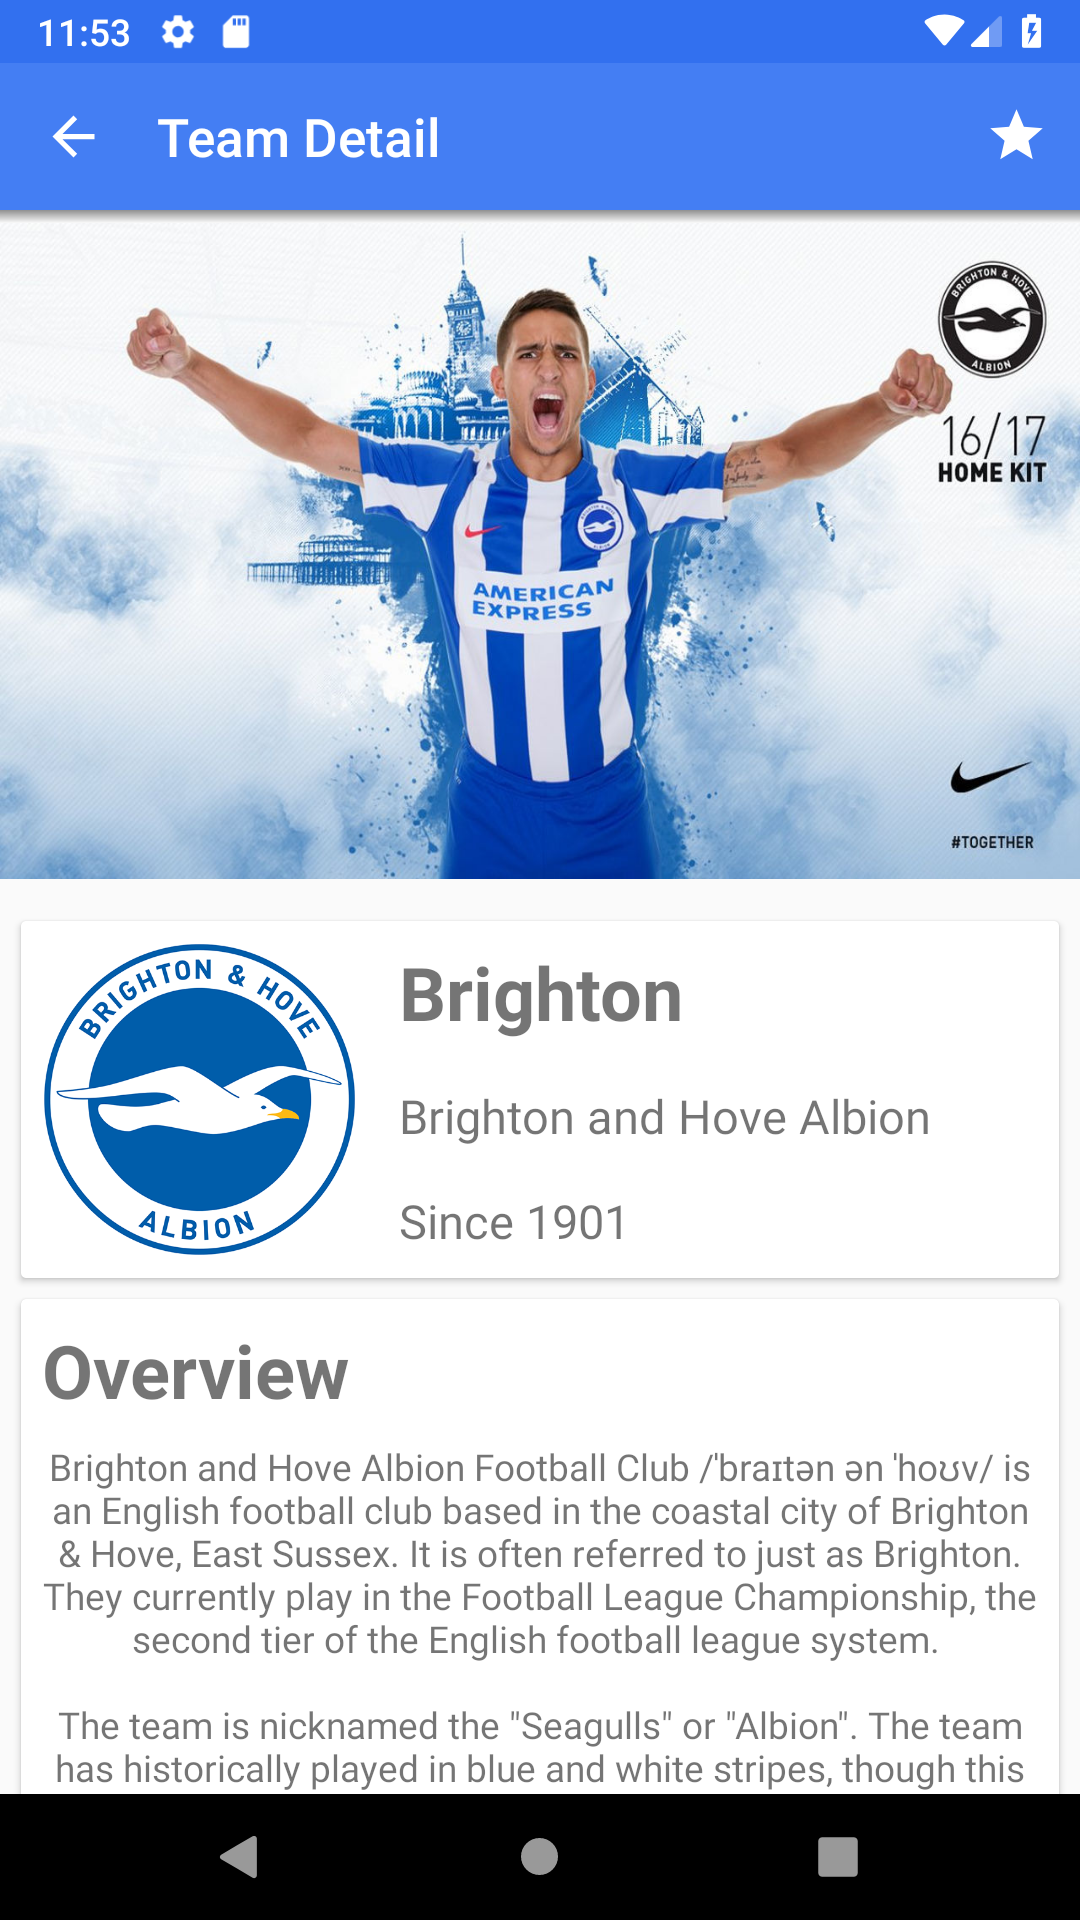 11:53
Team Detail
BRIGHTON & HOVE
ALBION
16/17
HOME KIT
AMERICAN
EXPRESS
#TOGETHER
BRIGHTON & HOVE
ALBION
Brighton
Brighton and Hove Albion
Since 1901
Overview
Brighton and Hove Albion Football Club /ˈbraɪtən ən ˈhoʊv/ is
an English football club based in the coastal city of Brighton
& Hove, East Sussex. It is often referred to just as Brighton.
They currently play in the Football League Championship, the
second tier of the English football league system.
The team is nicknamed the "Seagulls" or "Albion". The team
has historically played in blue and white stripes, though this